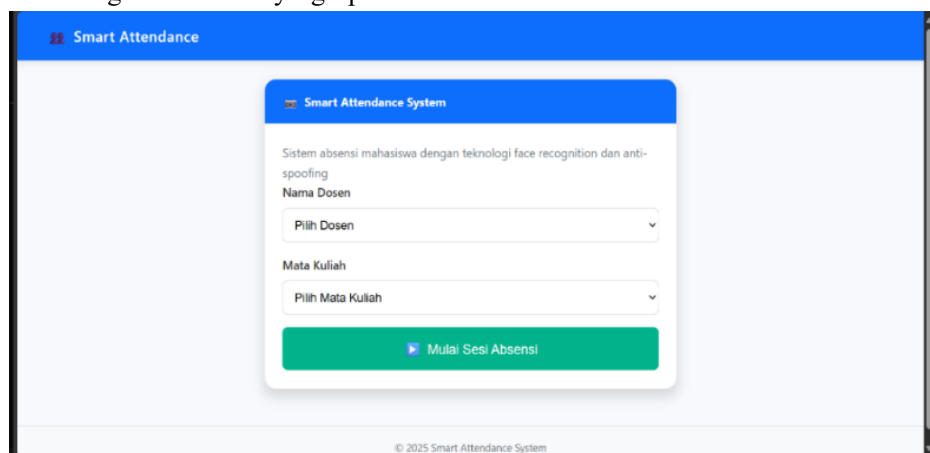 Smart Attendance
Smart Attendance System
Sistem absensi mahasiswa dengan teknologi face recognition dan anti-
spoofing
Nama Dosen
Pilih Dosen
Mata Kuliah
Pilih Mata Kuliah
Mulai Sesi Absensi
© 2025 Smart Attendance System